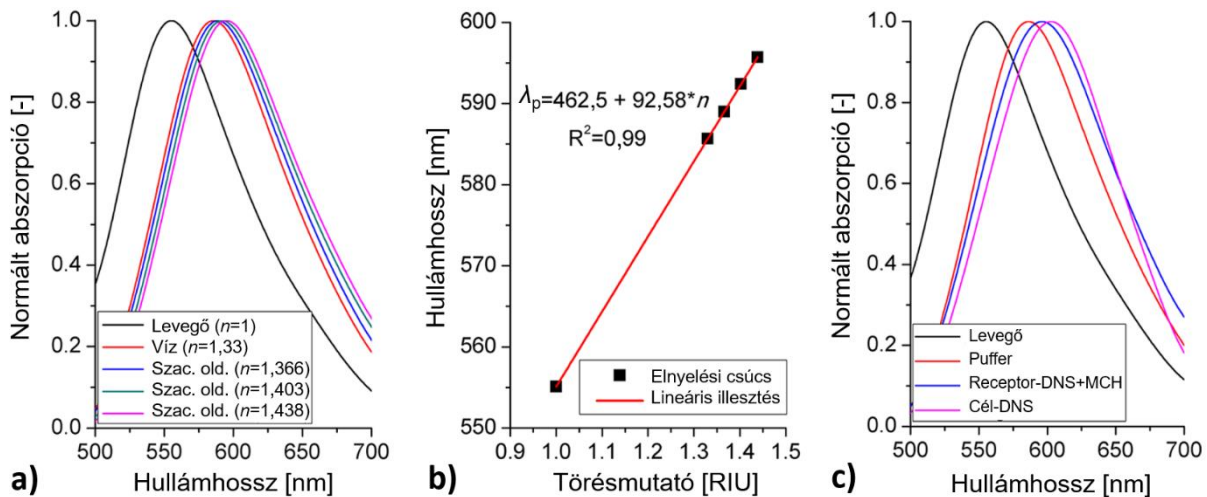 1.0
0.8
0.6
0.4
0.2
0.0
Normált abszorpció [-]
Levegő (n=1)
Víz (n=1,33)
Szac. old. (n=1,366)
Szac. old. (n=1,403)
Szac. old. (n=1,438)
500 550 600 650 700
Hullámhossz [nm]
a)
600
590
580
570
560
550
Hullámhossz [nm]
λp=462,5 + 92,58*n
R²=0,99
Elnyelési csúcs
Lineáris illesztés
0.9 1.0 1.1 1.2 1.3 1.4 1.5
Törésmutató [RIU]
b)
1.0
0.8
0.6
0.4
0.2
0.0
Normált abszorpció [-]
Levegő
Puffer
Receptor-DNS+MCH
Cél-DNS
500 550 600 650 700
Hullámhossz [nm]
c)